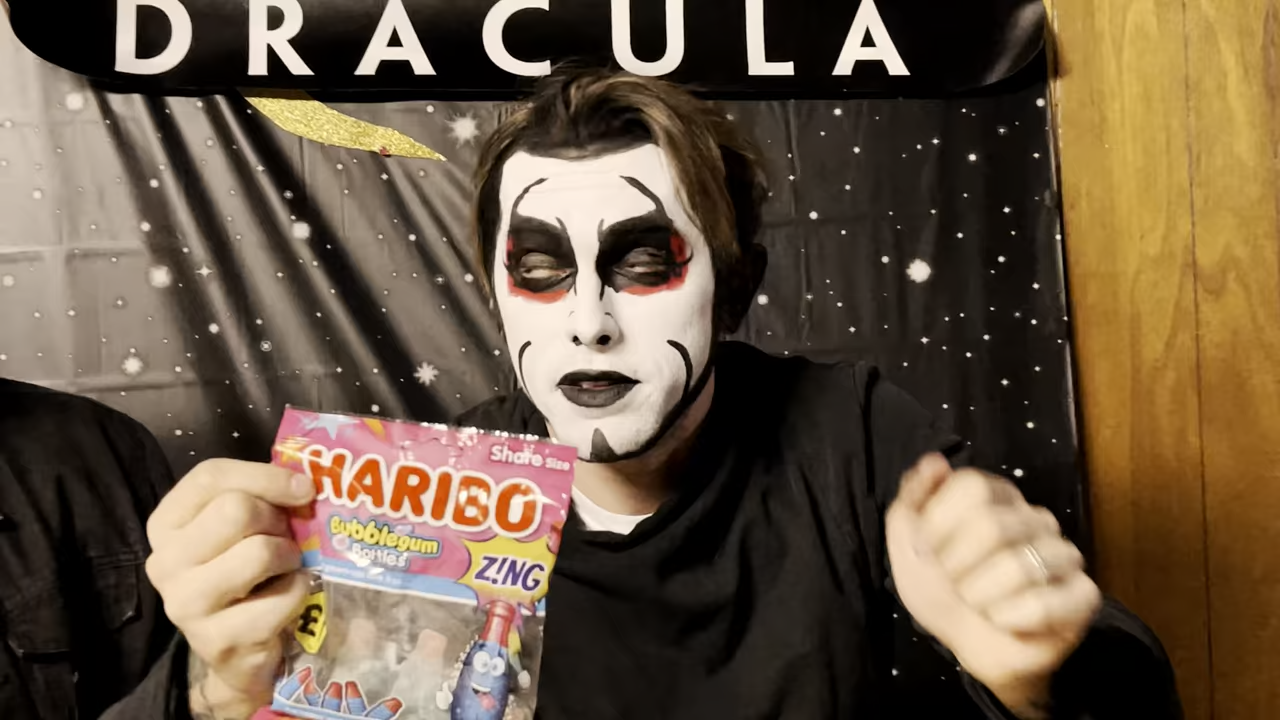 DRACULA
Share Size
HARIBO
Bubblegum
Bottles
Z!NG
£